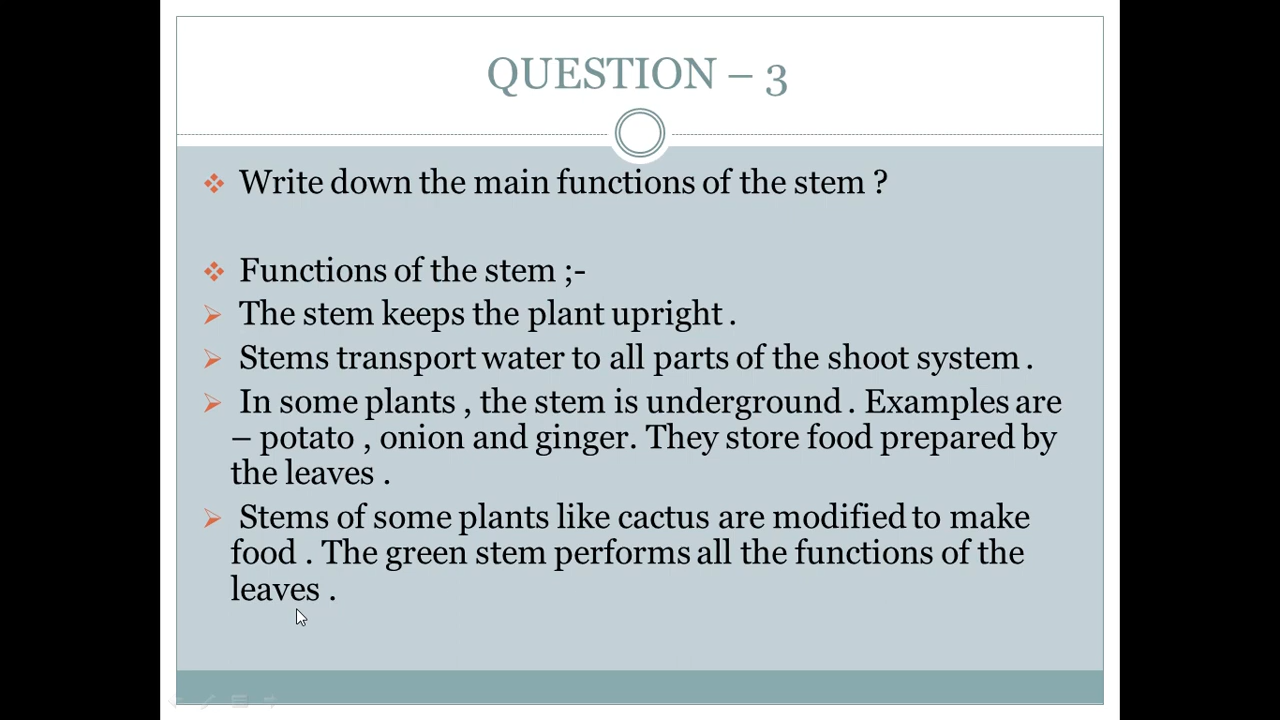 QUESTION – 3
Write down the main functions of the stem ?
Functions of the stem ;-
The stem keeps the plant upright .
Stems transport water to all parts of the shoot system .
In some plants , the stem is underground . Examples are
– potato , onion and ginger. They store food prepared by
the leaves .
Stems of some plants like cactus are modified to make
food . The green stem performs all the functions of the
leaves .